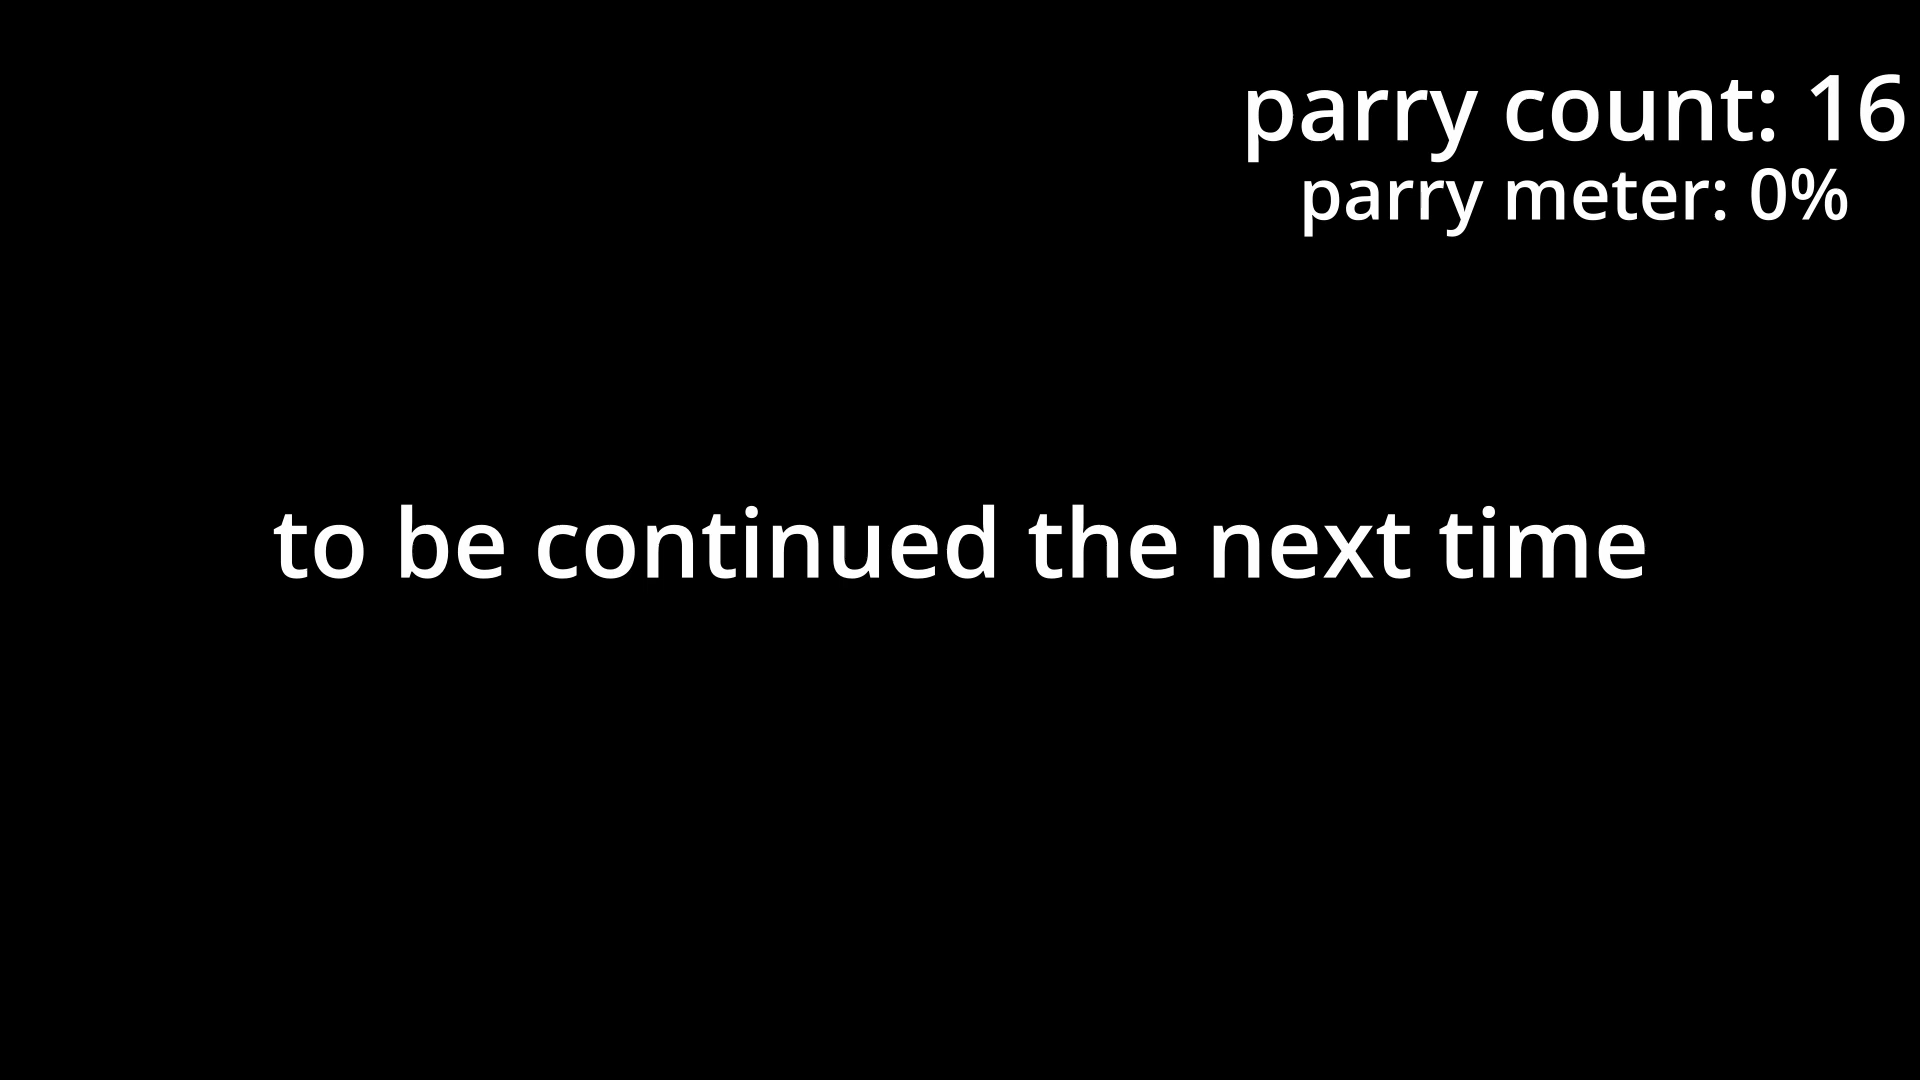 parry count: 16
parry meter: 0%
to be continued the next time